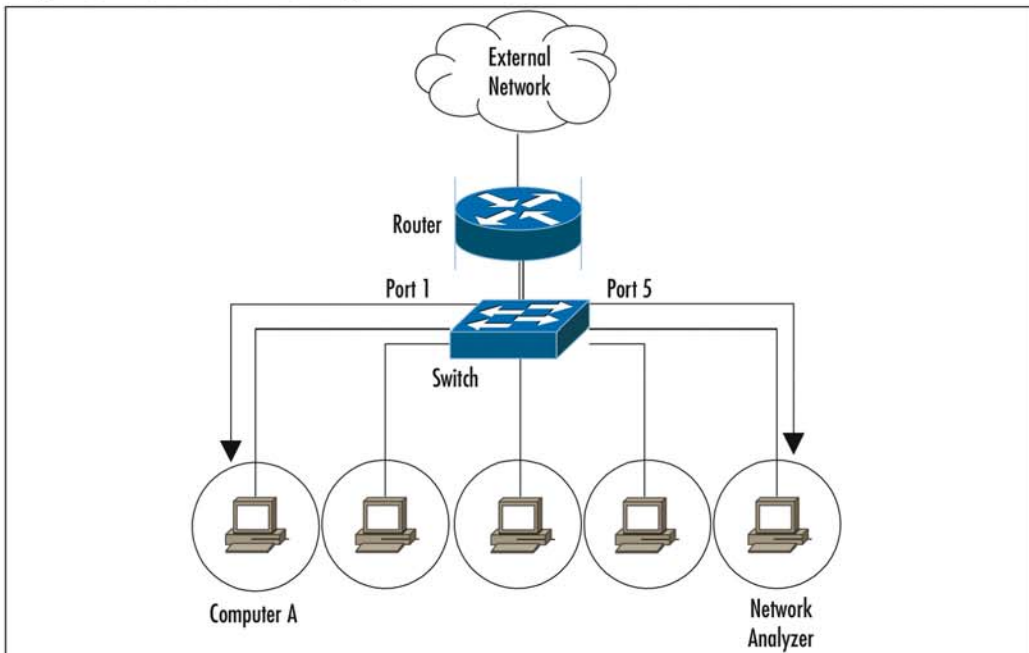 External
Network
Router
Port 1
Port 5
Switch
Computer A
Network
Analyzer